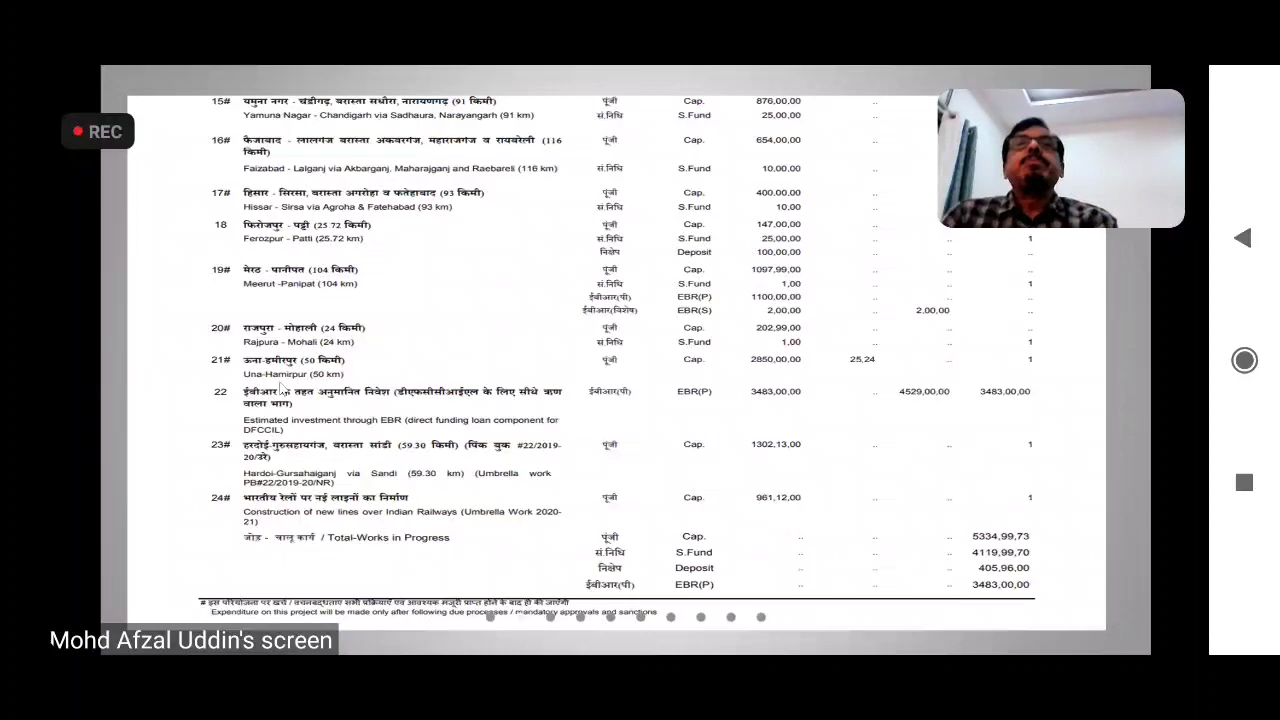 15# यमुना नगर - चंडीगढ़, बरास्ता सधौरा, नारायणगढ़ (91 किमी) पूंजी Cap. 876,00,00 ..
Yamuna Nagar - Chandigarh via Sadhaura, Narayangarh (91 km) सं.निधि S.Fund 25,00,00 ..
16# फैजाबाद - लालगंज बरास्ता अकबरगंज, महाराजगंज व रायबरेली (116 पूंजी Cap. 654,00,00 ..
किमी)
Faizabad - Lalganj via Akbarganj, Maharajganj and Raebareli (116 km) सं.निधि S.Fund 10,00,00 ..
17# हिसार - सिरसा, बरास्ता अगरोहा व फतेहाबाद (93 किमी) पूंजी Cap. 400,00,00 ..
Hissar - Sirsa via Agroha & Fatehabad (93 km) सं.निधि S.Fund 10,00 ..
18 फिरोजपुर - पट्टी (25.72 किमी) पूंजी Cap. 147,00,00 ..
Ferozpur - Patti (25.72 km) सं.निधि S.Fund 25,00,00 .. .. 1
निक्षेप Deposit 100,00,00 .. .. ..
19# मेरठ - पानीपत (104 किमी) पूंजी Cap. 1097,99,00 .. .. ..
Meerut -Panipat (104 km) सं.निधि S.Fund 1,00 .. .. 1
ईबीआर(पी) EBR(P) 1100,00,00 .. .. ..
ईबीआर(विशेष) EBR(S) 2,00,00 .. 2,00,00 ..
20# राजपुरा - मोहाली (24 किमी) पूंजी Cap. 202,99,00 .. .. ..
Rajpura - Mohali (24 km) सं.निधि S.Fund 1,00 .. .. 1
21# ऊना-हमीरपुर (50 किमी) पूंजी Cap. 2850,00,00 25,24 .. 1
Una-Hamirpur (50 km)
22 ईबीआर के तहत अनुमानित निवेश (डीएफसीसीआईएल के लिए सीधे ऋण ईबीआर(पी) EBR(P) 3483,00,00 .. 4529,00,00 3483,00,00
वाला भाग)
Estimated investment through EBR (direct funding loan component for
DFCCIL)
23# हरदोई-गुरुसहायगंज, बरास्ता सांडी (59.30 किमी) (पिंक बुक #22/2019- पूंजी Cap. 1302,13,00 .. .. 1
20/उरे)
Hardoi-Gursahaiganj via Sandi (59.30 km) (Umbrella work
PB#22/2019-20/NR)
24# भारतीय रेलों पर नई लाइनों का निर्माण पूंजी Cap. 961,12,00 .. .. 1
Construction of new lines over Indian Railways (Umbrella Work 2020-
21)
जोड़ - चालू कार्य / Total-Works in Progress पूंजी Cap. .. .. .. 5334,99,73
सं.निधि S.Fund .. .. .. 4119,99,70
निक्षेप Deposit .. .. .. 405,96,00
ईबीआर(पी) EBR(P) .. .. .. 3483,00,00
# इस परियोजना पर खर्च / वचनबद्धताएं सभी प्रक्रियाएं एवं आवश्यक मंजूरी प्राप्त होने के बाद ही की जाएंगी
Expenditure on this project will be made only after following due processes / mandatory approvals and sanctions
REC
Mohd Afzal Uddin's screen